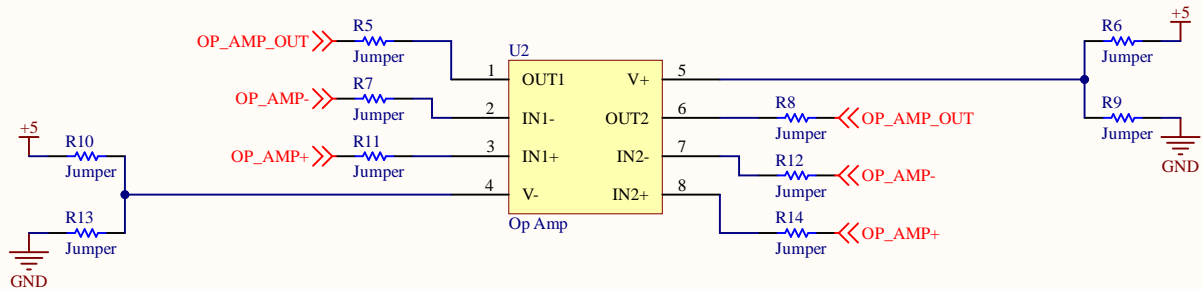 R5
OP_AMP_OUT
Jumper
R7
OP_AMP-
Jumper
R11
OP_AMP+
Jumper
+5
R10
Jumper
R13
Jumper
GND
U2
1 OUT1 V+ 5
2 IN1- OUT2 6
3 IN1+ IN2- 7
4 V- IN2+ 8
Op Amp
+5
R6
Jumper
R9
Jumper
GND
R8
OP_AMP_OUT
Jumper
R12
OP_AMP-
Jumper
R14
OP_AMP+
Jumper